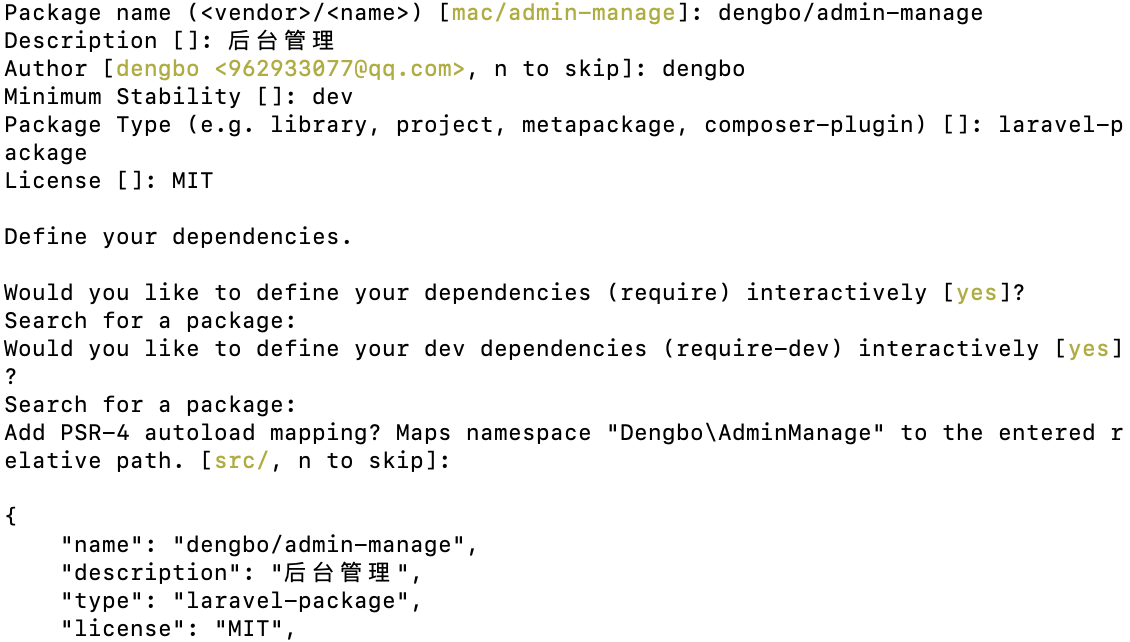 Package name (<vendor>/<name>) [mac/admin-manage]: dengbo/admin-manage
Description []: 后台管理
Author [dengbo <962933077@qq.com>, n to skip]: dengbo
Minimum Stability []: dev
Package Type (e.g. library, project, metapackage, composer-plugin) []: laravel-p
ackage
License []: MIT

Define your dependencies.

Would you like to define your dependencies (require) interactively [yes]?
Search for a package:
Would you like to define your dev dependencies (require-dev) interactively [yes]
?
Search for a package:
Add PSR-4 autoload mapping? Maps namespace "Dengbo\AdminManage" to the entered r
elative path. [src/, n to skip]:

{
    "name": "dengbo/admin-manage",
    "description": "后台管理",
    "type": "laravel-package",
    "license": "MIT",